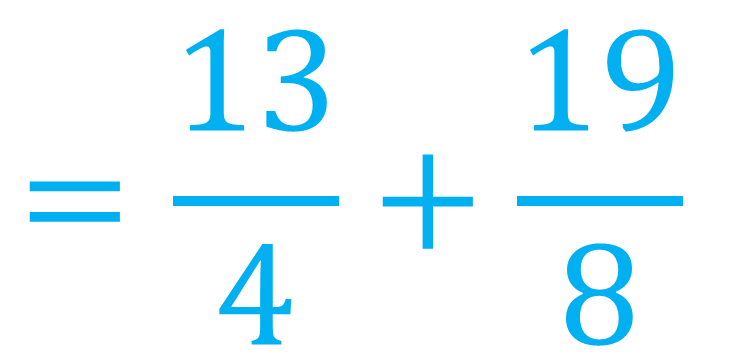 = 13/4 + 19/8